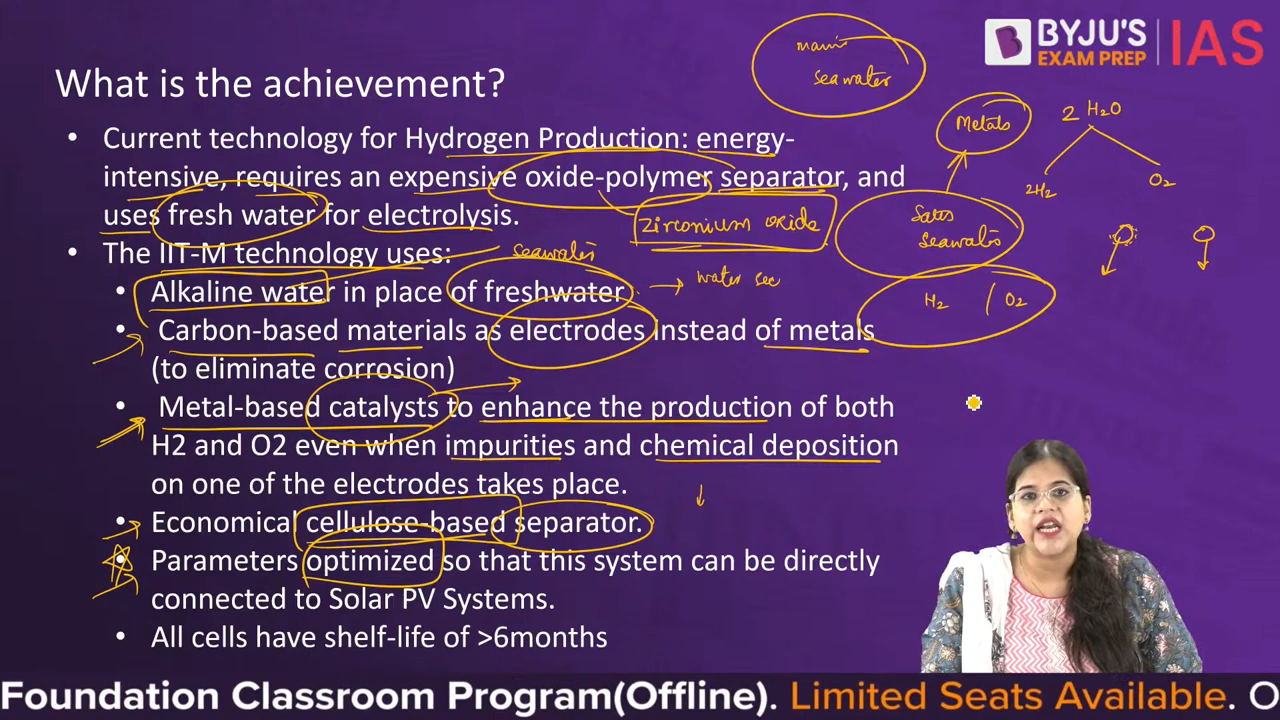 BYJU'S
EXAM PREP
IAS
What is the achievement?
• Current technology for Hydrogen Production: energy-
intensive, requires an expensive oxide-polymer separator, and
uses fresh water for electrolysis.
• The IIT-M technology uses:
• Alkaline water in place of freshwater
• Carbon-based materials as electrodes instead of metals
(to eliminate corrosion)
• Metal-based catalysts to enhance the production of both
H2 and O2 even when impurities and chemical deposition
on one of the electrodes takes place.
• Economical cellulose-based separator.
• Parameters optimized so that this system can be directly
connected to Solar PV Systems.
• All cells have shelf-life of >6months
seawater
Metals
2 H₂O
2H₂
O₂
Zirconium oxide
seawater
seawater
→ water sec
H₂ / O₂
Foundation Classroom Program(Offline). Limited Seats Available. O